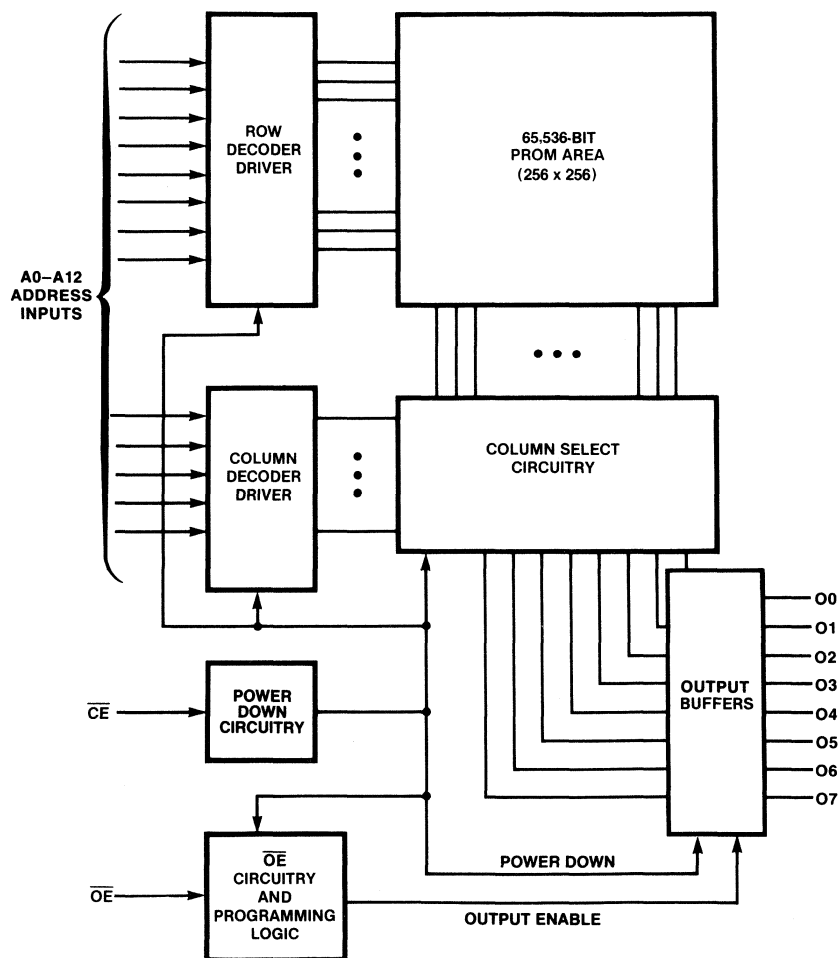 ROW
DECODER
DRIVER
65,536-BIT
PROM AREA
(256 x 256)
A0–A12
ADDRESS
INPUTS
COLUMN
DECODER
DRIVER
COLUMN SELECT
CIRCUITRY
O0
O1
O2
O3
O4
O5
O6
O7
OUTPUT
BUFFERS
CE
POWER
DOWN
CIRCUITRY
OE
OE
CIRCUITRY
AND
PROGRAMMING
LOGIC
POWER DOWN
OUTPUT ENABLE